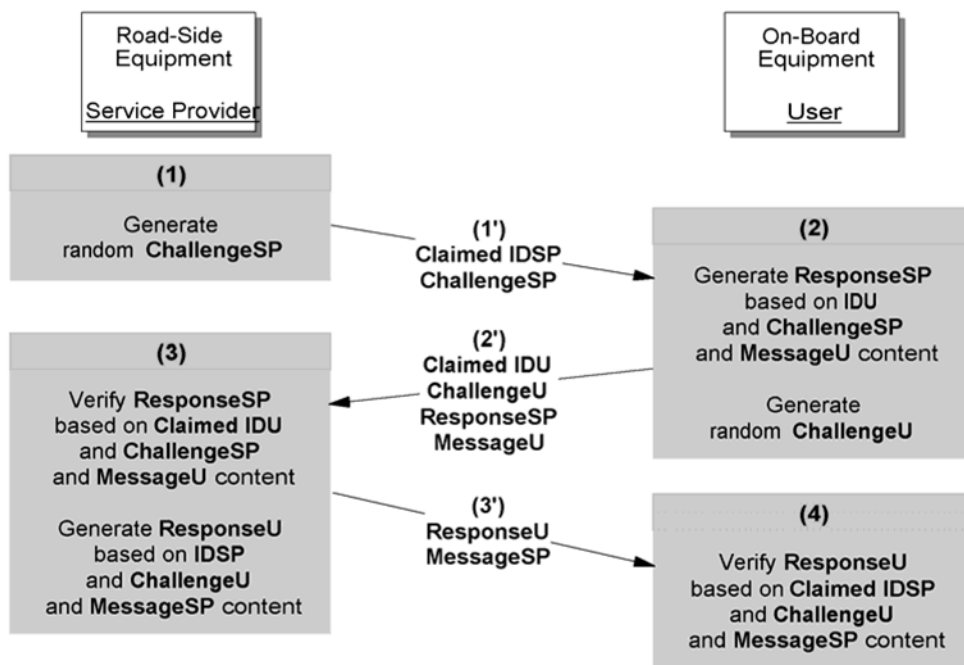 Road-Side
Equipment
Service Provider
On-Board
Equipment
User
(1)
Generate
random ChallengeSP
(1')
Claimed IDSP
ChallengeSP
(2)
Generate ResponseSP
based on IDU
and ChallengeSP
and MessageU content
Generate
random ChallengeU
(2')
Claimed IDU
ChallengeU
ResponseSP
MessageU
(3)
Verify ResponseSP
based on Claimed IDU
and ChallengeSP
and MessageU content
Generate ResponseU
based on IDSP
and ChallengeU
and MessageSP content
(3')
ResponseU
MessageSP
(4)
Verify ResponseU
based on Claimed IDSP
and ChallengeU
and MessageSP content